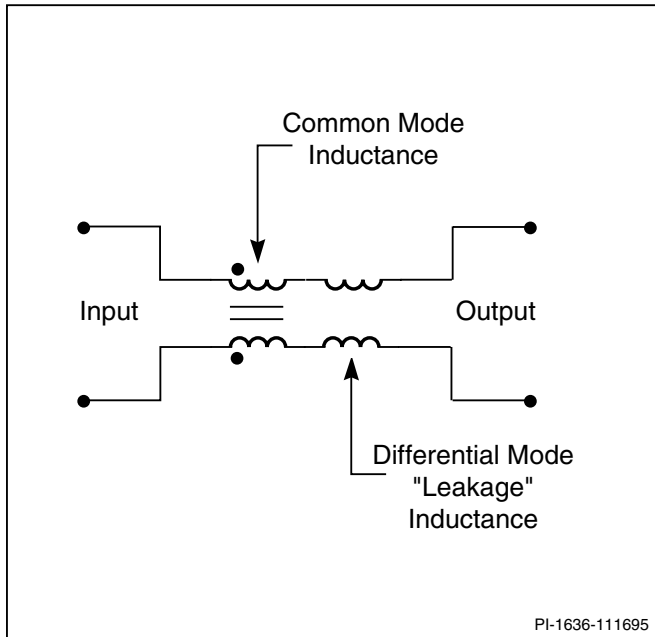 Common Mode
Inductance
Input
Output
Differential Mode
"Leakage"
Inductance
PI-1636-111695